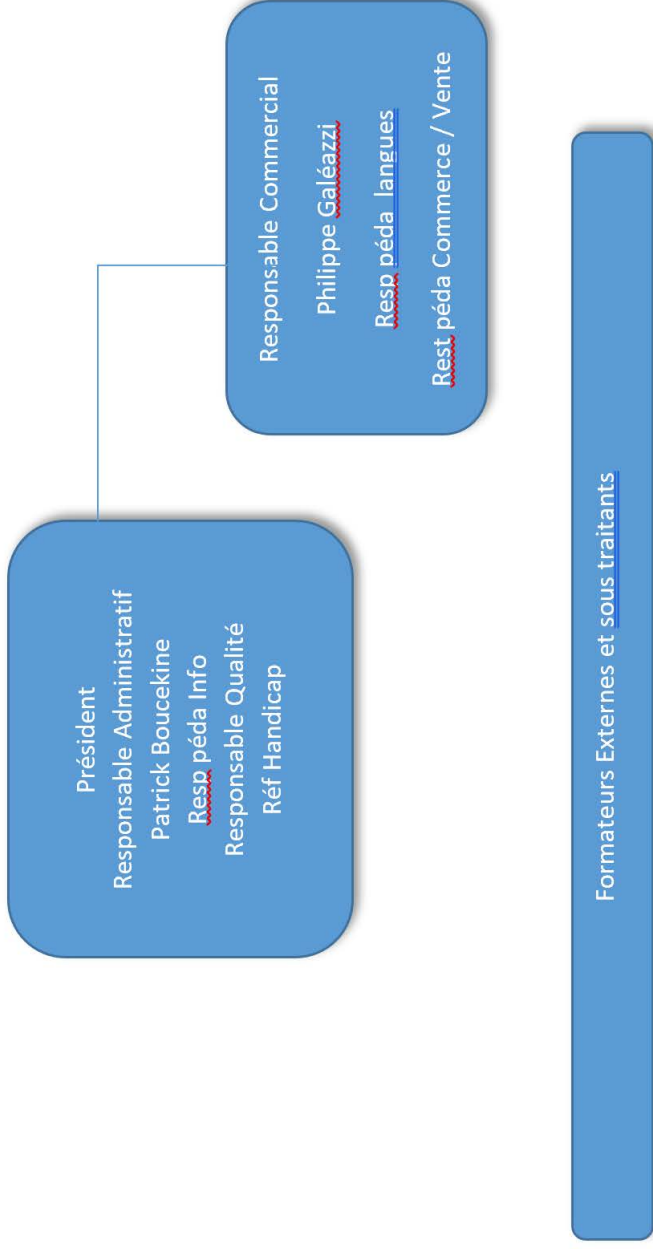 Président
Responsable Administratif
Patrick Boucekine
Resp péda Info
Responsable Qualité
Réf Handicap
Responsable Commercial
Philippe Galéazzi
Resp péda langues
Rest péda Commerce / Vente
Formateurs Externes et sous traitants